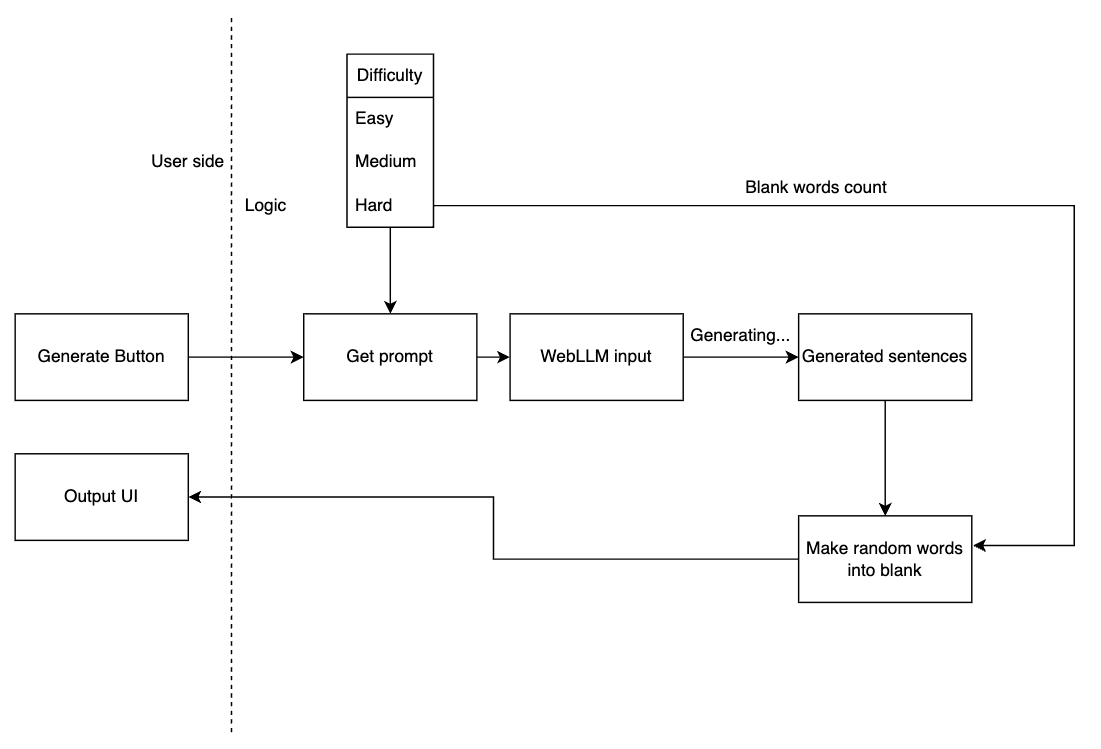 Difficulty
Easy
Medium
Hard
User side
Logic
Blank words count
Generate Button
Get prompt
WebLLM input
Generating...
Generated sentences
Output UI
Make random words
into blank